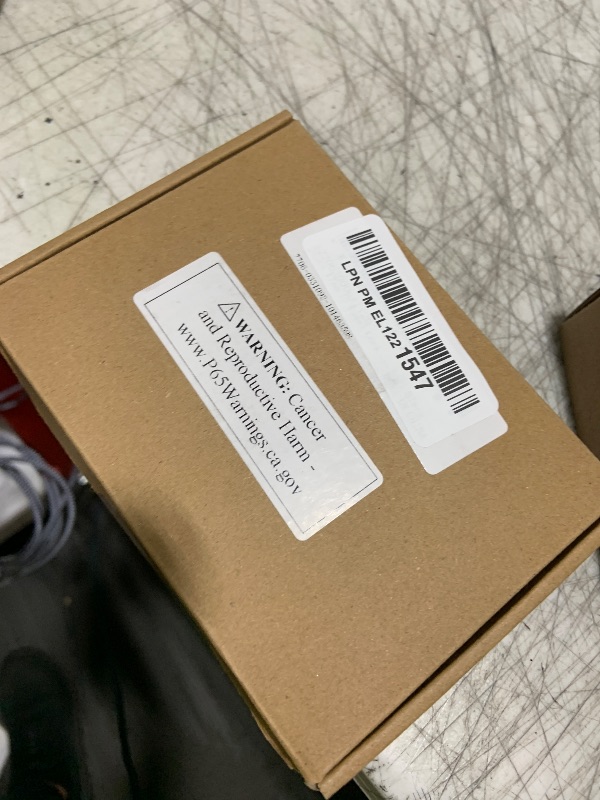 ⚠ WARNING: Cancer
and Reproductive Harm -
www.P65Warnings.ca.gov
LPN PM EL122 1547